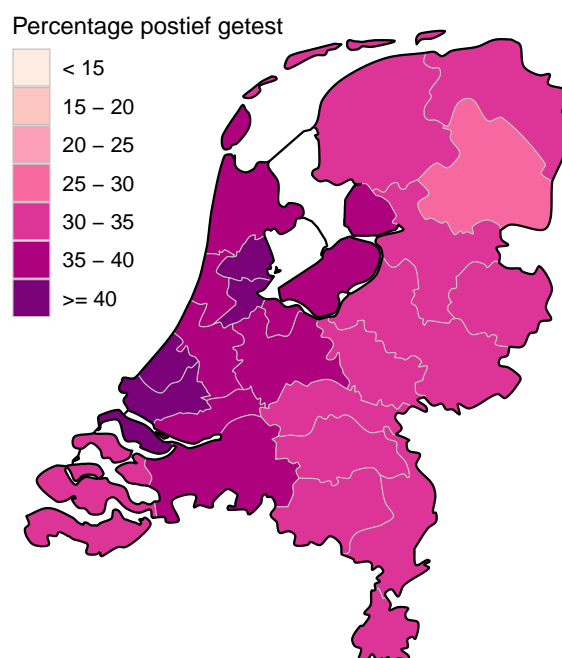 Percentage postief getest
< 15
15 – 20
20 – 25
25 – 30
30 – 35
35 – 40
>= 40